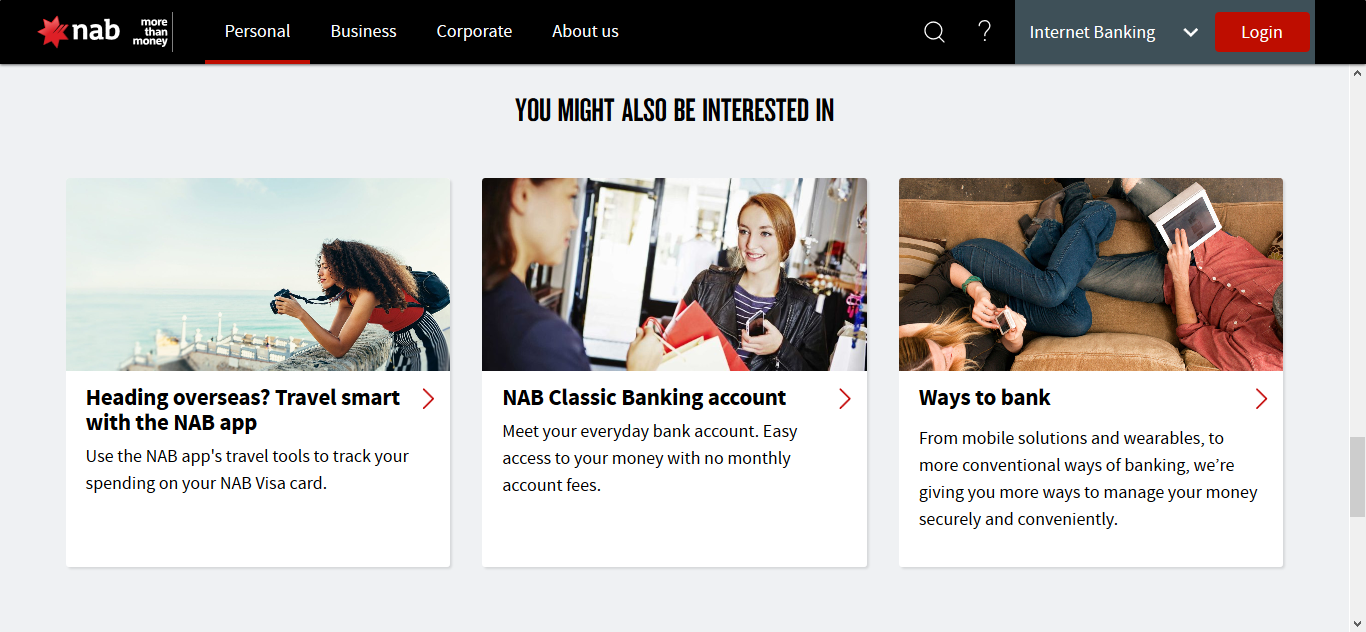 nab
more
than
money
Personal
Business
Corporate
About us
?
Internet Banking
Login
YOU MIGHT ALSO BE INTERESTED IN
Heading overseas? Travel smart
with the NAB app
Use the NAB app's travel tools to track your
spending on your NAB Visa card.
NAB Classic Banking account
Meet your everyday bank account. Easy
access to your money with no monthly
account fees.
Ways to bank
From mobile solutions and wearables, to
more conventional ways of banking, we’re
giving you more ways to manage your money
securely and conveniently.